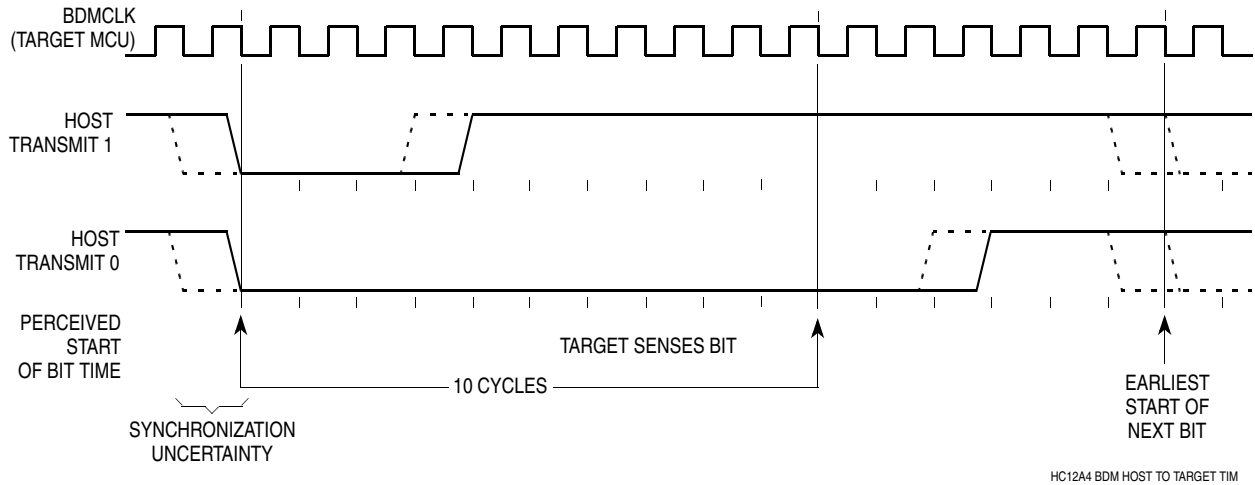 BDMCLK
(TARGET MCU)
HOST
TRANSMIT 1
HOST
TRANSMIT 0
PERCEIVED
START
OF BIT TIME
TARGET SENSES BIT
10 CYCLES
EARLIEST
START OF
NEXT BIT
SYNCHRONIZATION
UNCERTAINTY
HC12A4 BDM HOST TO TARGET TIM